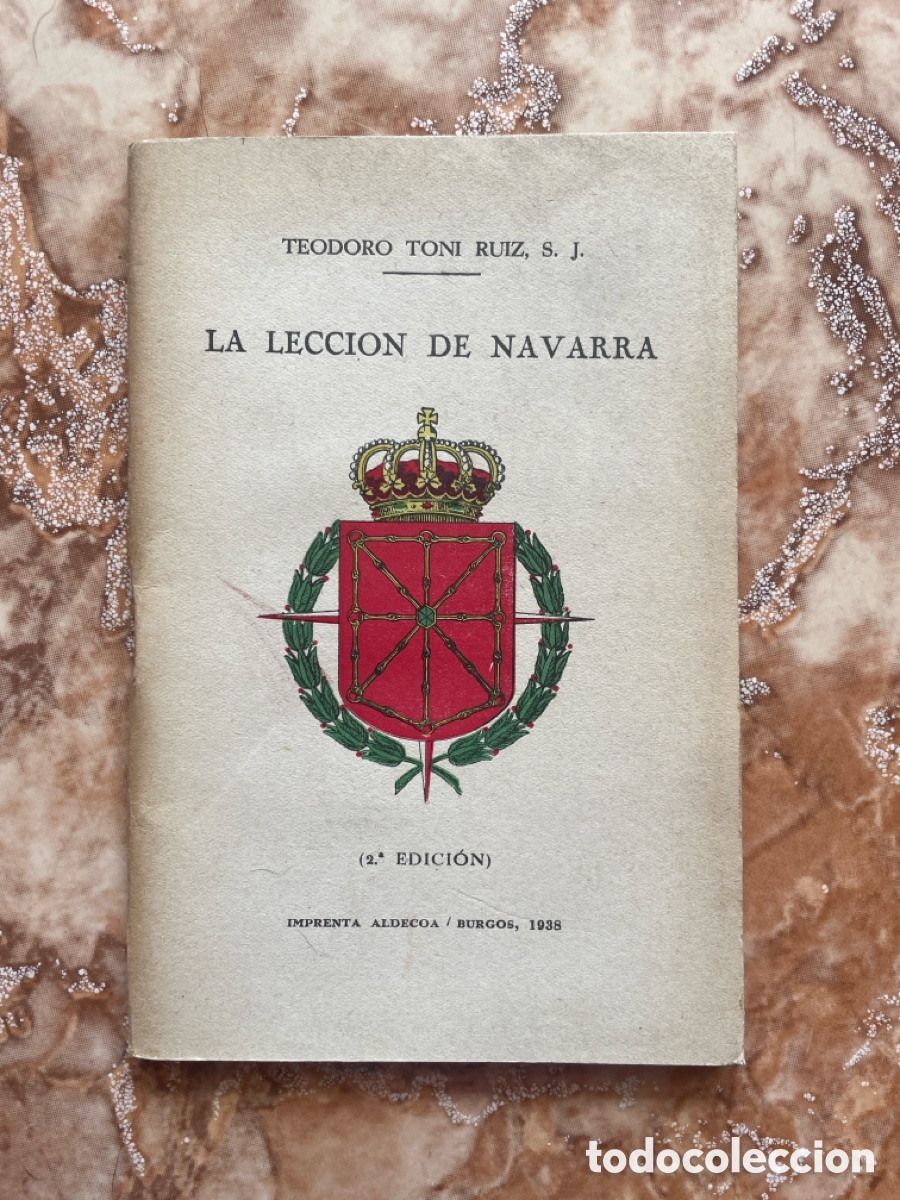 TEODORO TONI RUIZ, S. J.
LA LECCION DE NAVARRA
(2.ª EDICIÓN)
IMPRENTA ALDECOA / BURGOS, 1938
todocoleccion